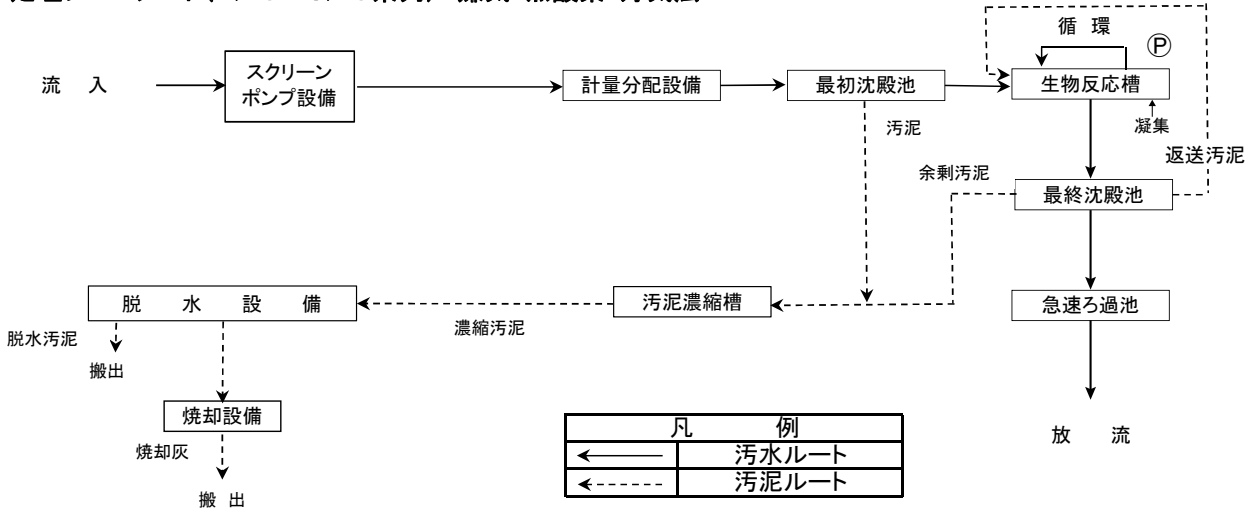 循 環
Ⓟ
流 入
スクリーン
ポンプ設備
計量分配設備
最初沈殿池
生物反応槽
汚泥
凝集
返送汚泥
余剰汚泥
最終沈殿池
脱 水 設 備
汚泥濃縮槽
急速ろ過池
濃縮汚泥
脱水汚泥
搬出
焼却設備
焼却灰
搬 出
凡 例
汚水ルート
汚泥ルート
放 流